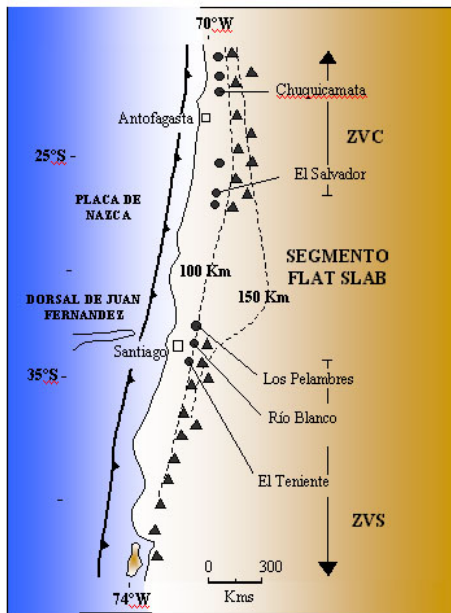 70°W
Chuquicamata
Antofagasta
ZVC
25°S
El Salvador
PLACA DE
NAZCA
SEGMENTO
FLAT SLAB
100 Km
150 Km
DORSAL DE JUAN
FERNANDEZ
Santiago
35°S
Los Pelambres
Río Blanco
El Teniente
ZVS
0 300
74°W
Kms